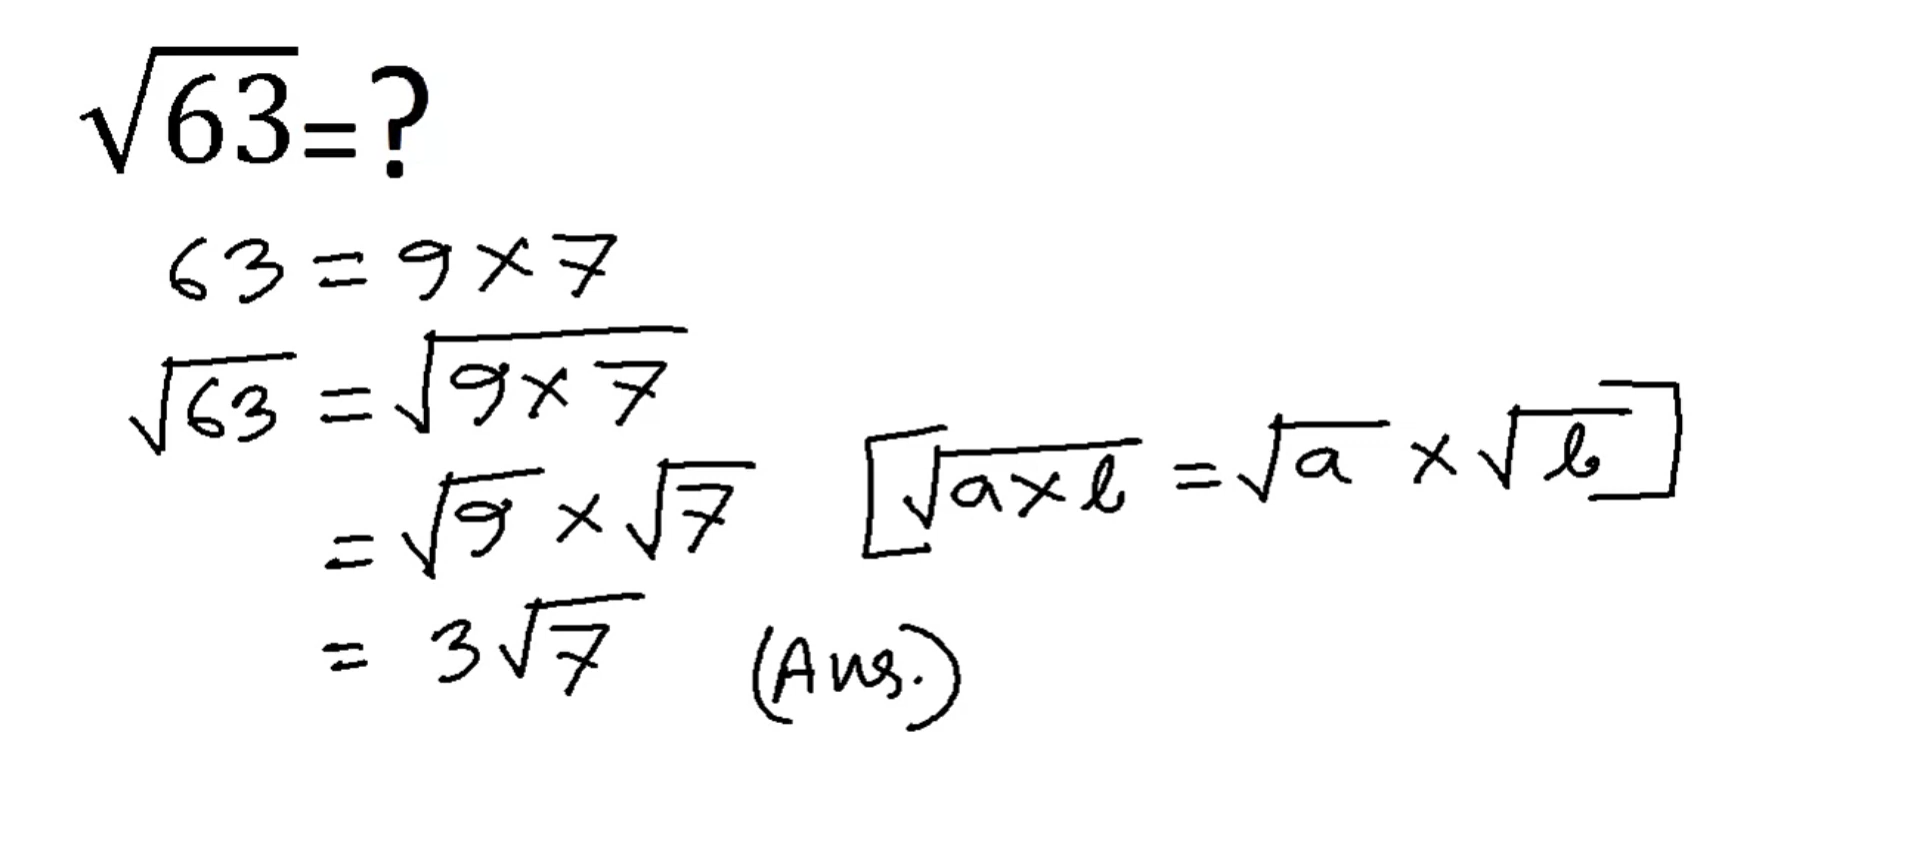 √63=?
63 = 9 × 7
√63 = √9 × 7
= √9 × √7 [√a × b = √a × √b]
= 3√7 (Ans.)